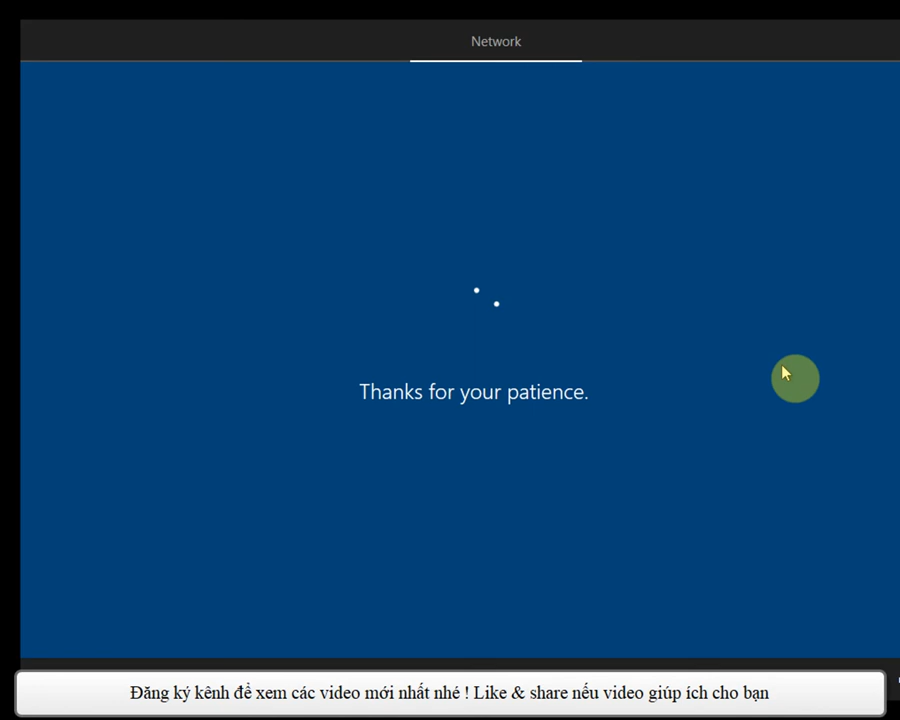 Network
Thanks for your patience.
Đăng ký kênh để xem các video mới nhất nhé ! Like & share nếu video giúp ích cho bạn